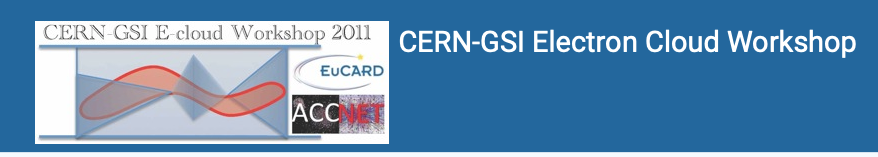 CERN-GSI E-cloud Workshop 2011
CERN-GSI Electron Cloud Workshop
EuCARD
ACCNET